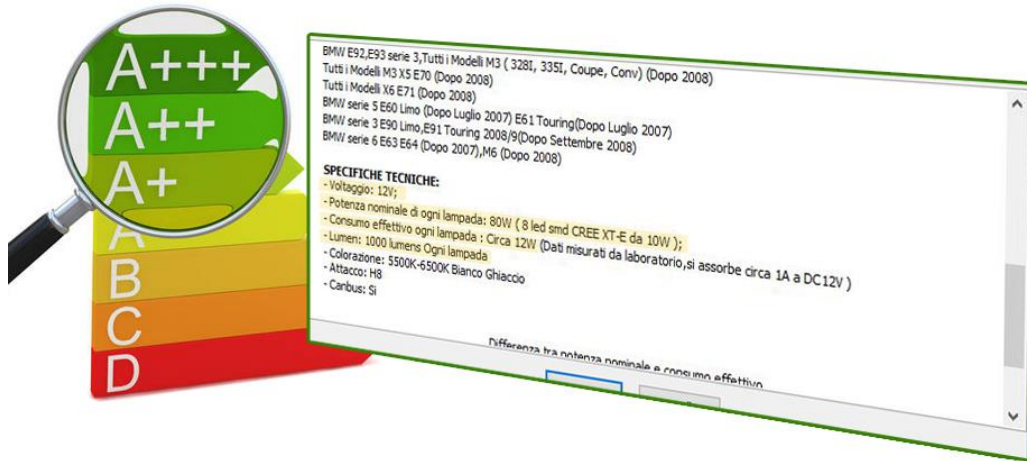 A+++
A++
A+
A
B
C
D
BMW E92,E93 serie 3,Tutti i Modelli M3 ( 328I, 335I, Coupe, Conv) (Dopo 2008)
Tutti i Modelli M3 X5 E70 (Dopo 2008)
Tutti i Modelli X6 E71 (Dopo 2008)
BMW serie 5 E60 Limo (Dopo Luglio 2007) E61 Touring(Dopo Luglio 2007)
BMW serie 3 E90 Limo,E91 Touring 2008/9(Dopo Settembre 2008)
BMW serie 6 E63 E64 (Dopo 2007),M6 (Dopo 2008)
SPECIFICHE TECNICHE:
- Voltaggio: 12V;
- Potenza nominale di ogni lampada: 80W ( 8 led smd CREE XT-E da 10W );
- Consumo effettivo ogni lampada : Circa 12W (Dati misurati da laboratorio,si assorbe circa 1A a DC12V )
- Lumen: 1000 lumens Ogni lampada
- Colorazione: 5500K-6500K Bianco Ghiaccio
- Attacco: H8
- Canbus: Si
Differenza tra potenza nominale e consumo effettivo